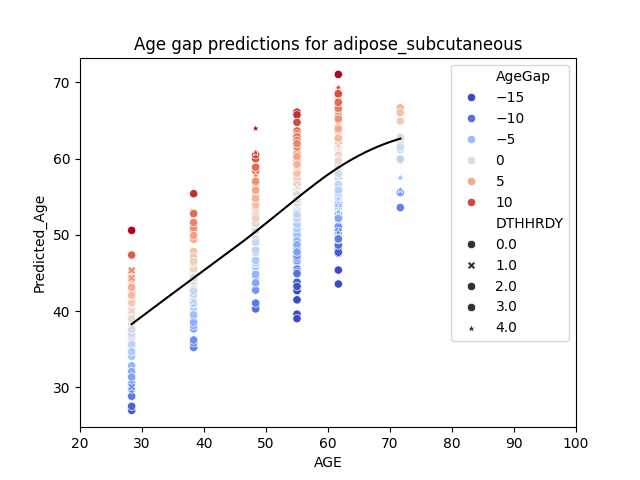 Age gap predictions for adipose_subcutaneous
Predicted_Age
70
60
50
40
30
20 30 40 50 60 70 80 90 100
AGE
AgeGap
−15
−10
−5
0
5
10
DTHHRDY
0.0
1.0
2.0
3.0
4.0